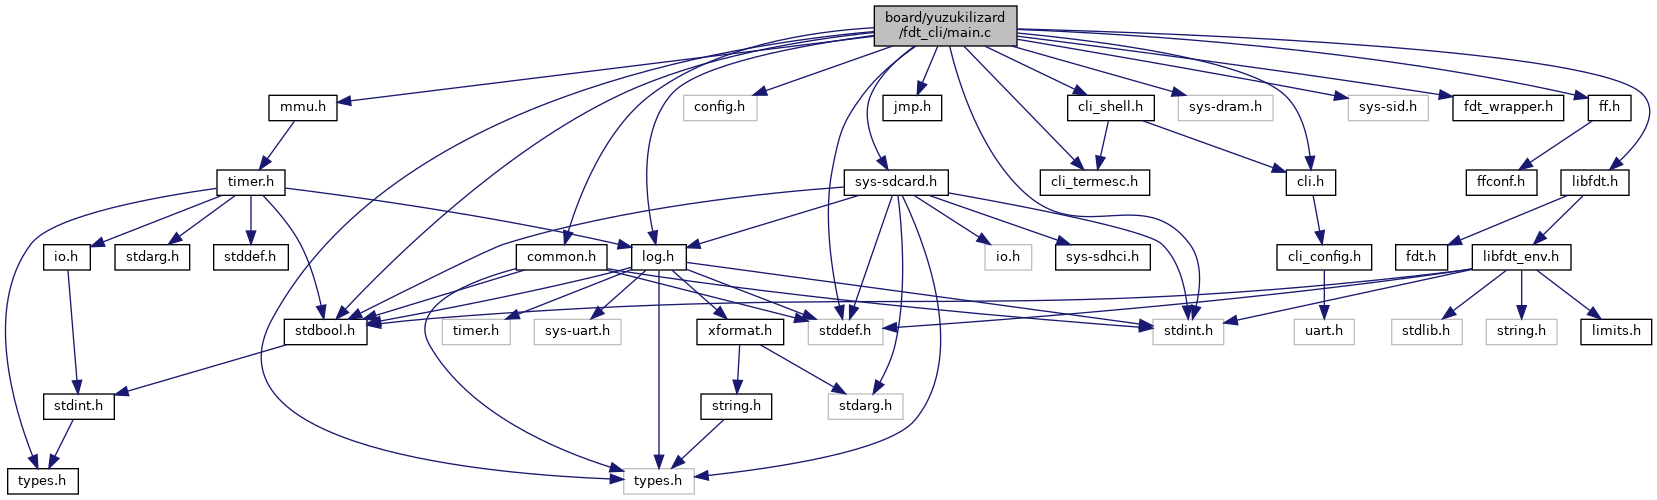 board/yuzukilizard
/fdt_cli/main.c
mmu.h
config.h
jmp.h
cli_shell.h
sys-dram.h
sys-sid.h
fdt_wrapper.h
ff.h
timer.h
sys-sdcard.h
cli_termesc.h
cli.h
ffconf.h
libfdt.h
io.h
stdarg.h
stddef.h
common.h
log.h
io.h
sys-sdhci.h
cli_config.h
fdt.h
libfdt_env.h
stdbool.h
timer.h
sys-uart.h
xformat.h
stddef.h
stdint.h
uart.h
stdlib.h
string.h
limits.h
stdint.h
string.h
stdarg.h
types.h
types.h